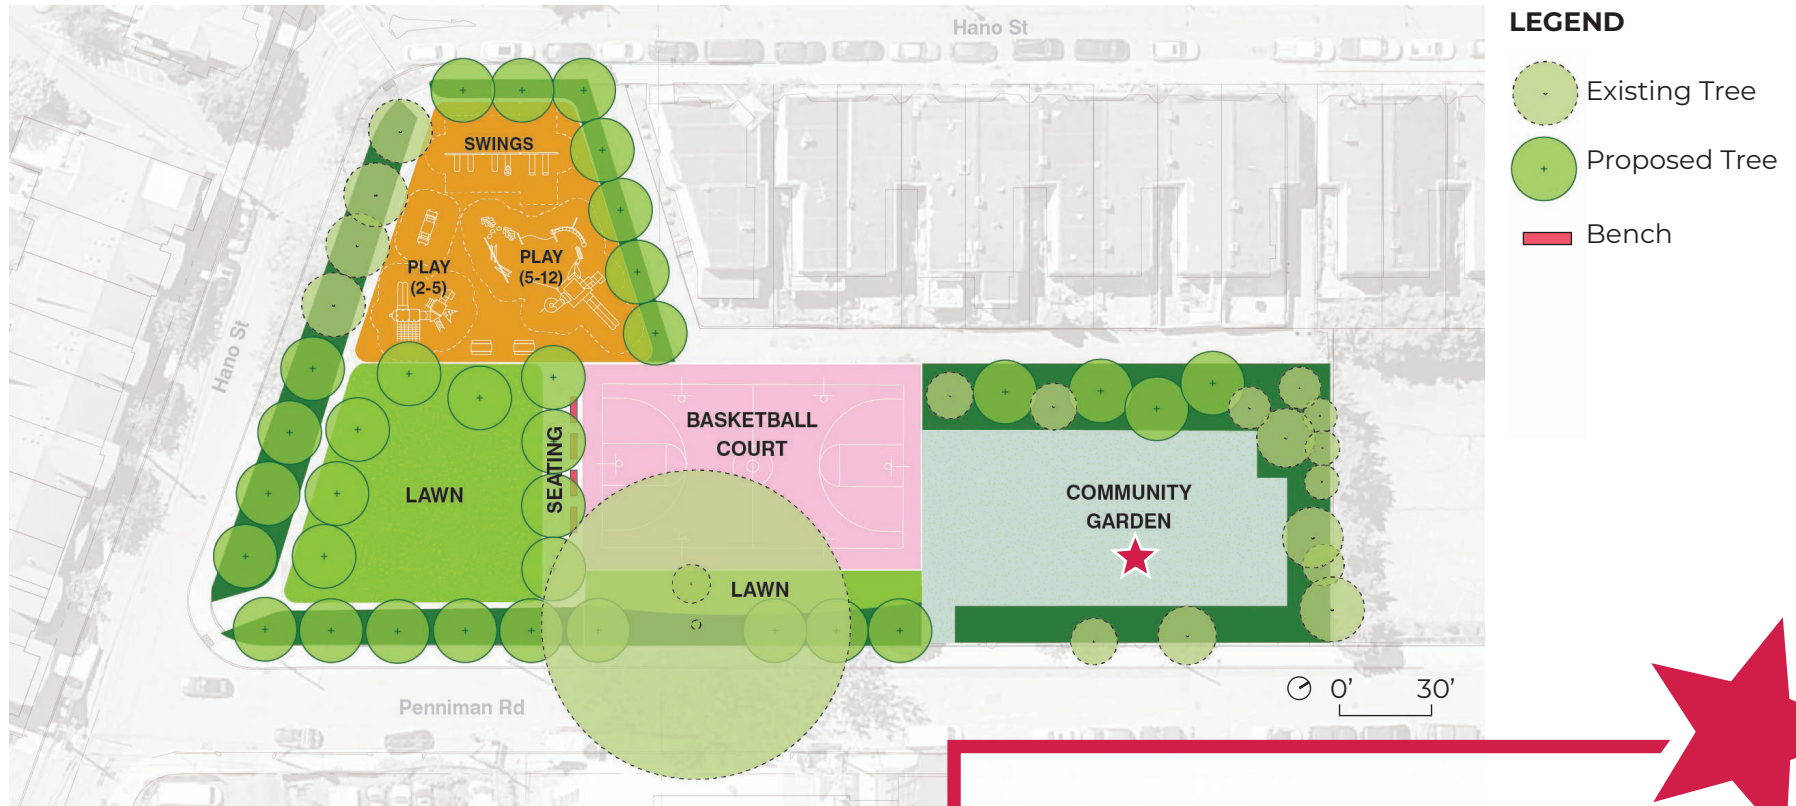 Hano St
LEGEND
Existing Tree
Proposed Tree
Bench
SWINGS
PLAY
(2-5)
PLAY
(5-12)
Hano St
BASKETBALL
COURT
SEATING
LAWN
COMMUNITY
GARDEN
LAWN
Penniman Rd
0' 30'